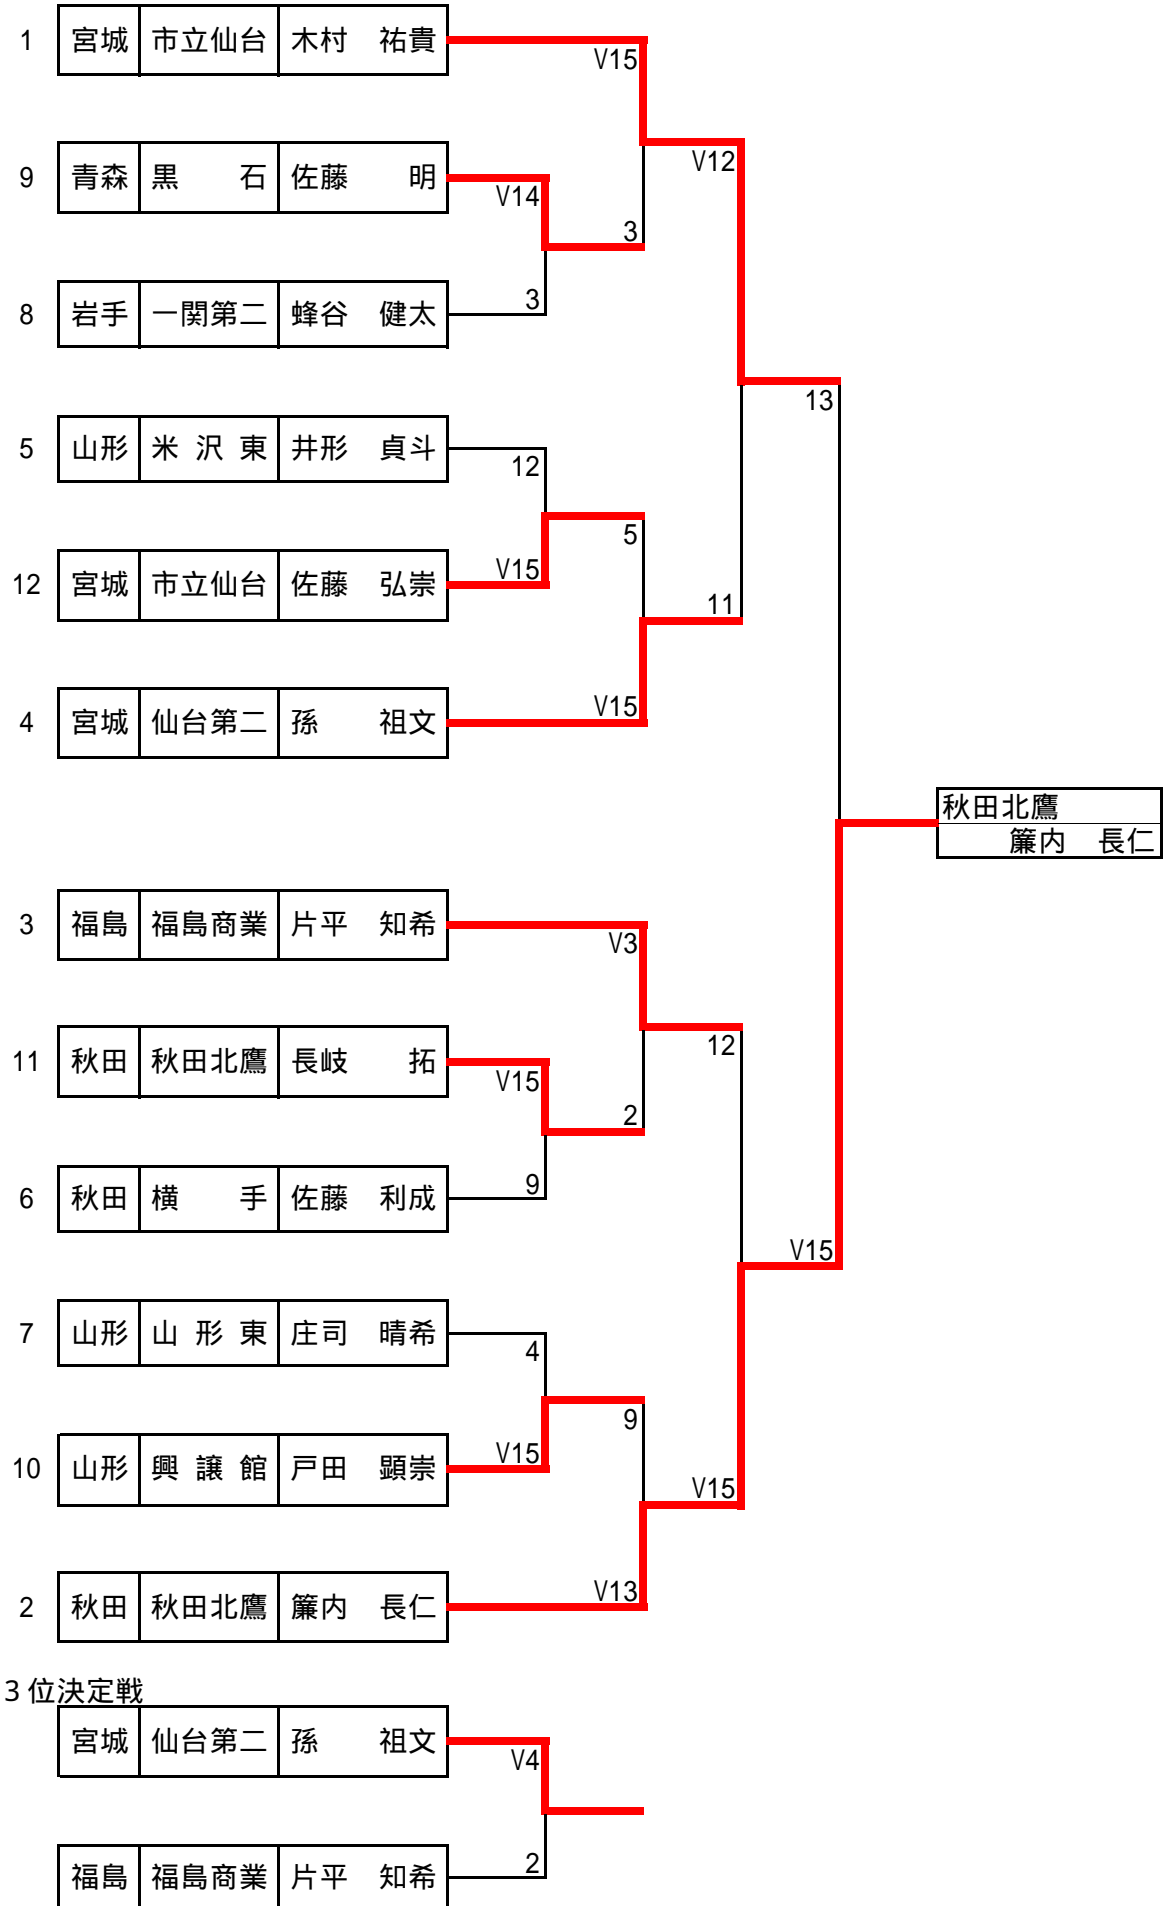 1 宮城 市立仙台 木村 祐貴
V15
V12
9 青森 黒 石 佐藤 明
V14
3
8 岩手 一関第二 蜂谷 健太
3
13
5 山形 米沢東 井形 貞斗
12
5
12 宮城 市立仙台 佐藤 弘崇
V15
11
4 宮城 仙台第二 孫 祖文
V15
秋田北鷹
簾内 長仁
3 福島 福島商業 片平 知希
V3
12
11 秋田 秋田北鷹 長岐 拓
V15
2
6 秋田 横 手 佐藤 利成
9
V15
7 山形 山形東 庄司 晴希
4
9
10 山形 興譲館 戸田 顕崇
V15
V15
2 秋田 秋田北鷹 簾内 長仁
V13
3位決定戦
宮城 仙台第二 孫 祖文
V4
福島 福島商業 片平 知希
2